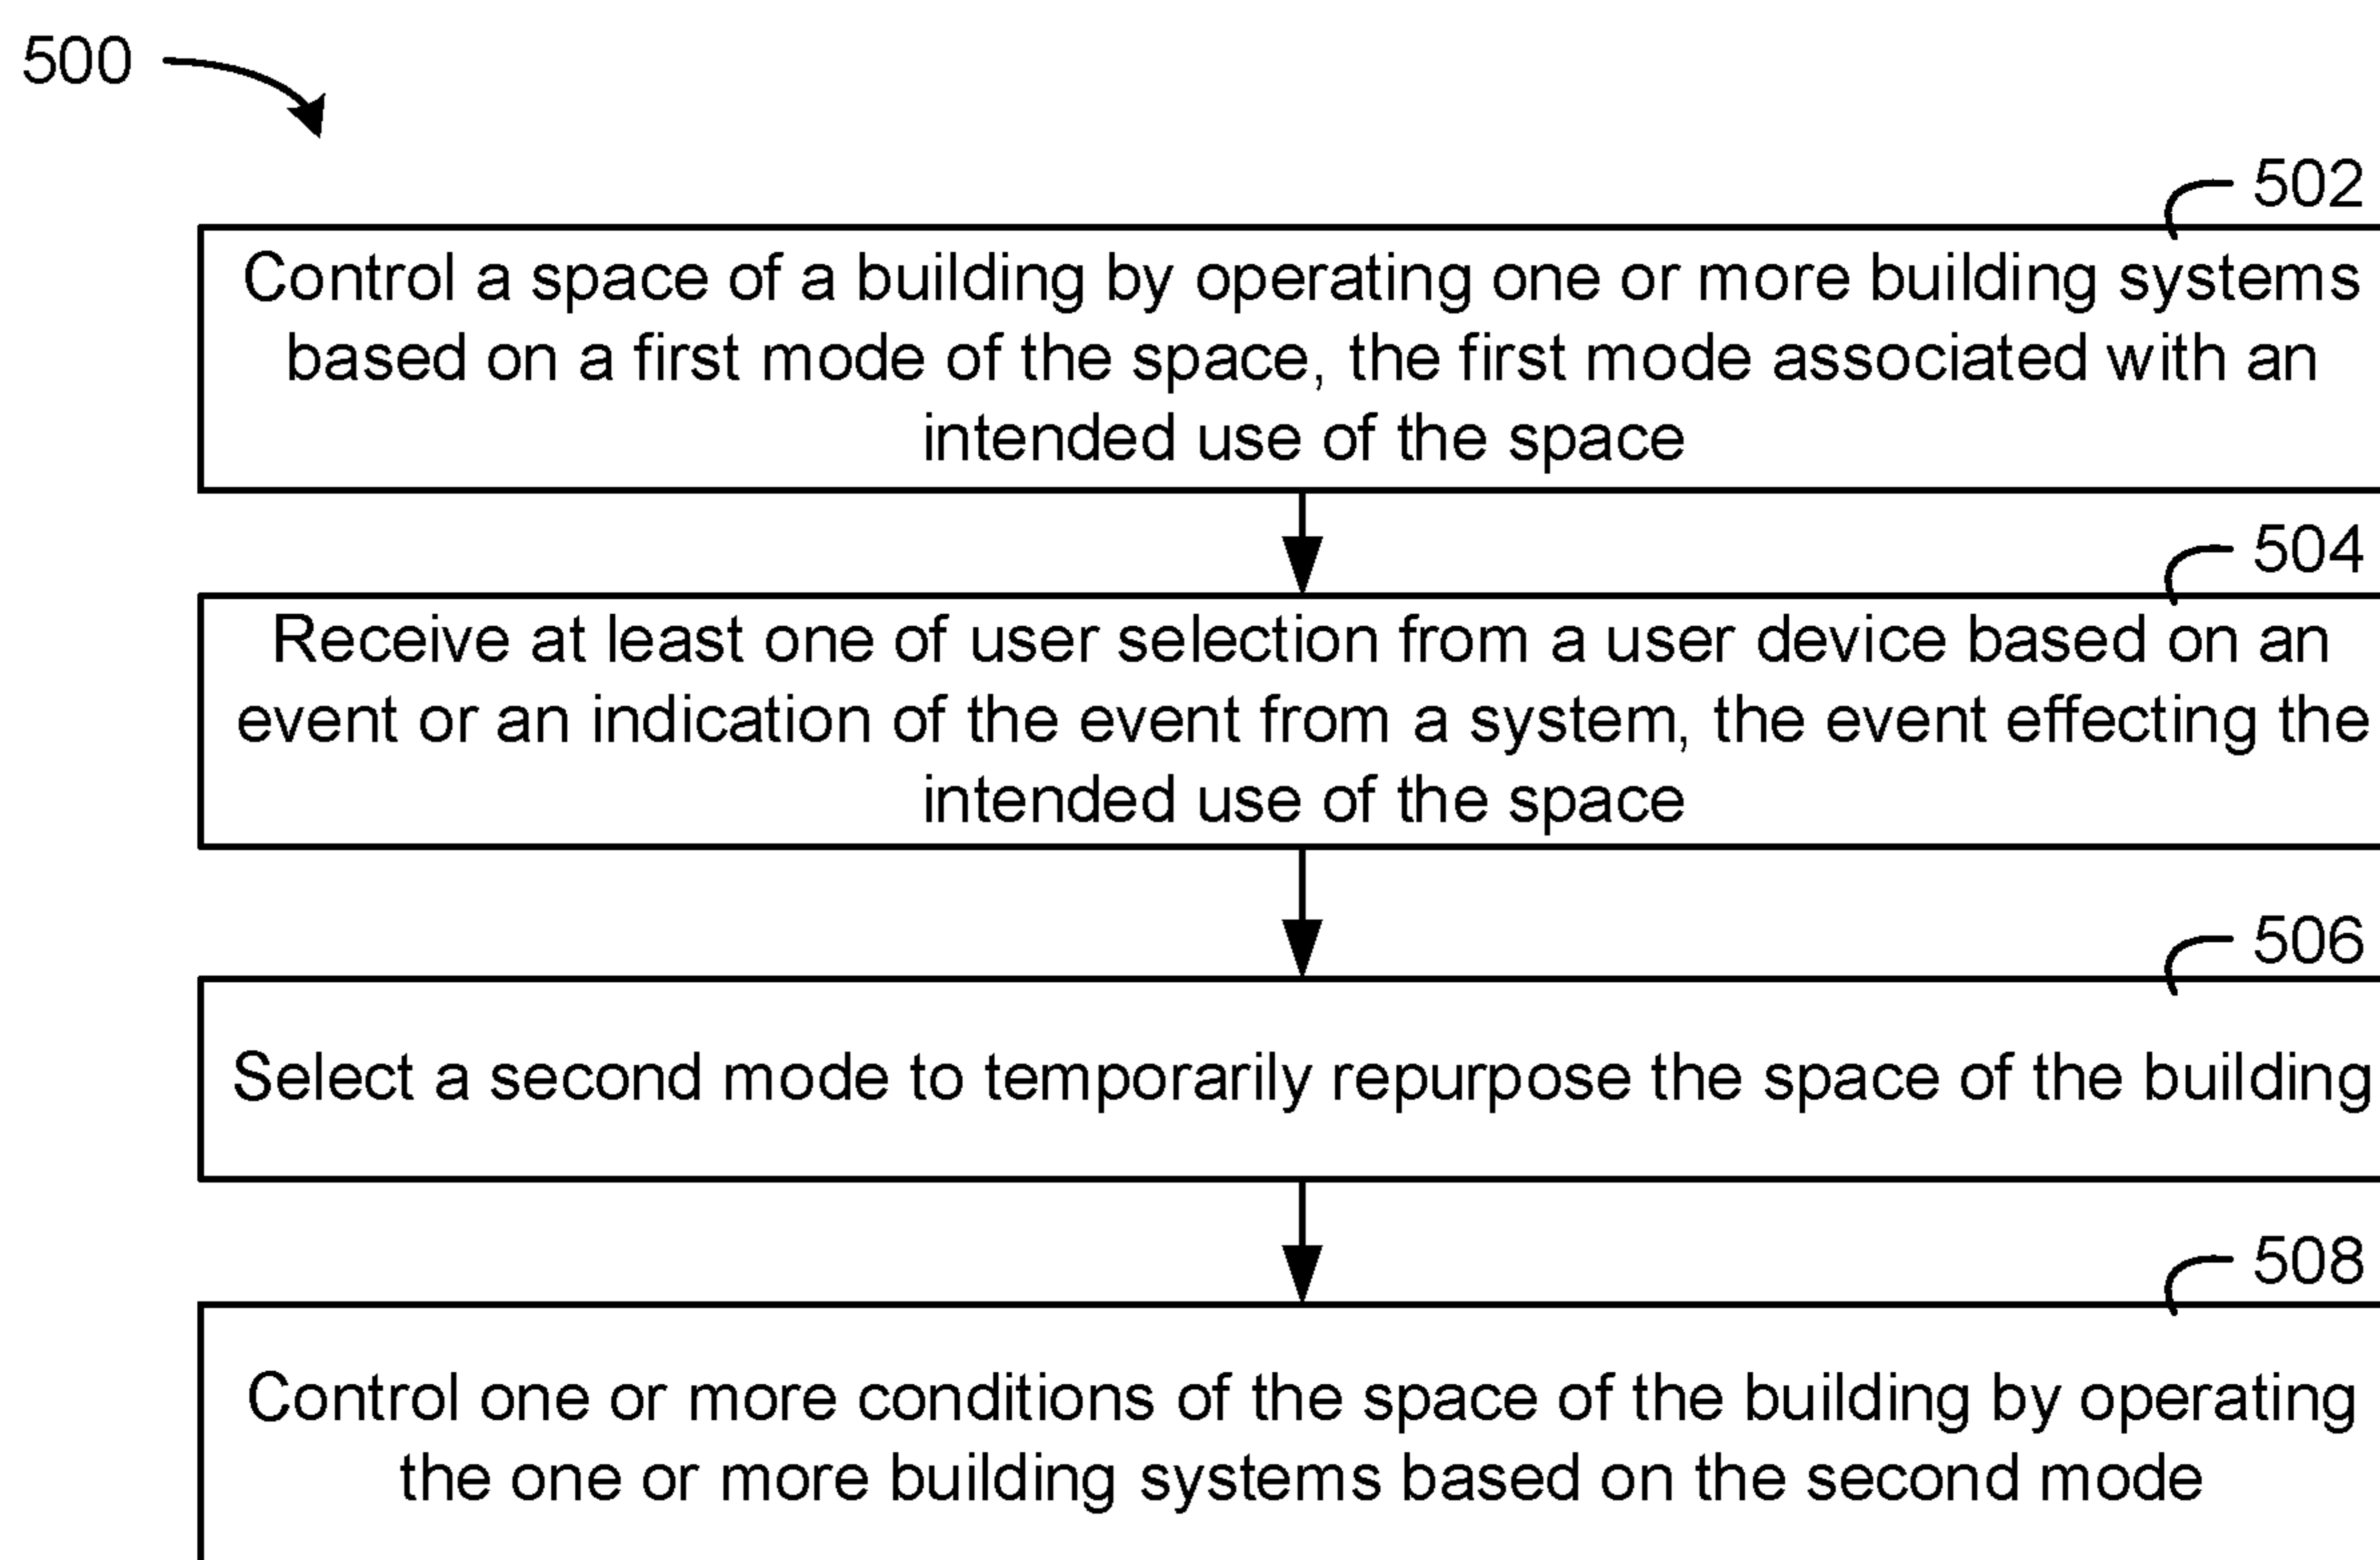 500
502
Control a space of a building by operating one or more building systems
based on a first mode of the space, the first mode associated with an
intended use of the space
504
Receive at least one of user selection from a user device based on an
event or an indication of the event from a system, the event effecting the
intended use of the space
506
Select a second mode to temporarily repurpose the space of the building
508
Control one or more conditions of the space of the building by operating
the one or more building systems based on the second mode